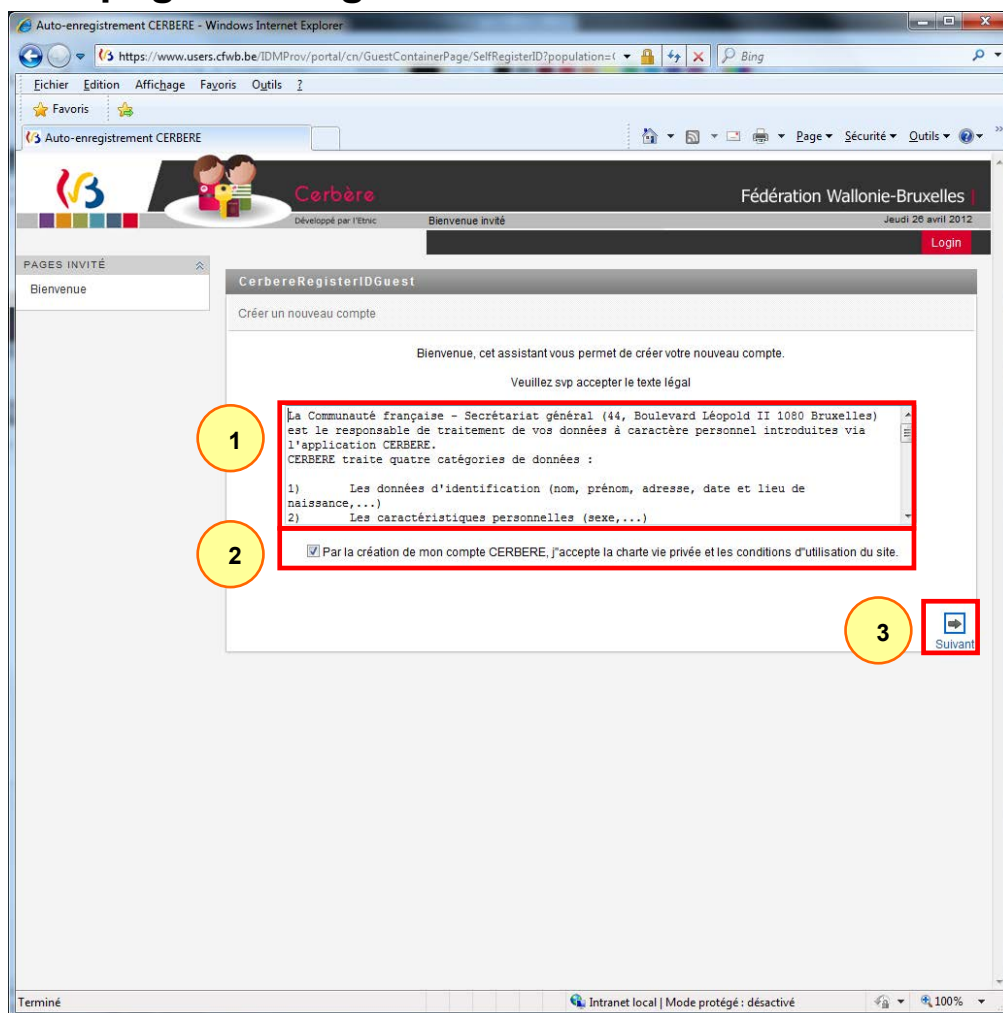 Auto-enregistrement CERBERE - Windows Internet Explorer
https://www.users.cfwb.be/IDMProv/portal/cn/GuestContainerPage/SelfRegisterID?population=(
Bing
Fichier Edition Affichage Favoris Outils ?
Favoris
Auto-enregistrement CERBERE
Page Sécurité Outils
Cerbère
Fédération Wallonie-Bruxelles
Développé par l'Etnic
Bienvenue invité
Jeudi 26 avril 2012
Login
PAGES INVITÉ
Bienvenue
CerbereRegisterIDGuest
Créer un nouveau compte
Bienvenue, cet assistant vous permet de créer votre nouveau compte.
Veuillez svp accepter le texte légal
1
La Communauté française - Secrétariat général (44, Boulevard Léopold II 1080 Bruxelles)
est le responsable de traitement de vos données à caractère personnel introduites via
l'application CERBERE.
CERBERE traite quatre catégories de données :
1) Les données d'identification (nom, prénom, adresse, date et lieu de
naissance,...)
2) Les caractéristiques personnelles (sexe,...)
2
Par la création de mon compte CERBERE, j"accepte la charte vie privée et les conditions d"utilisation du site.
3
Suivant
Terminé
Intranet local | Mode protégé : désactivé
100%